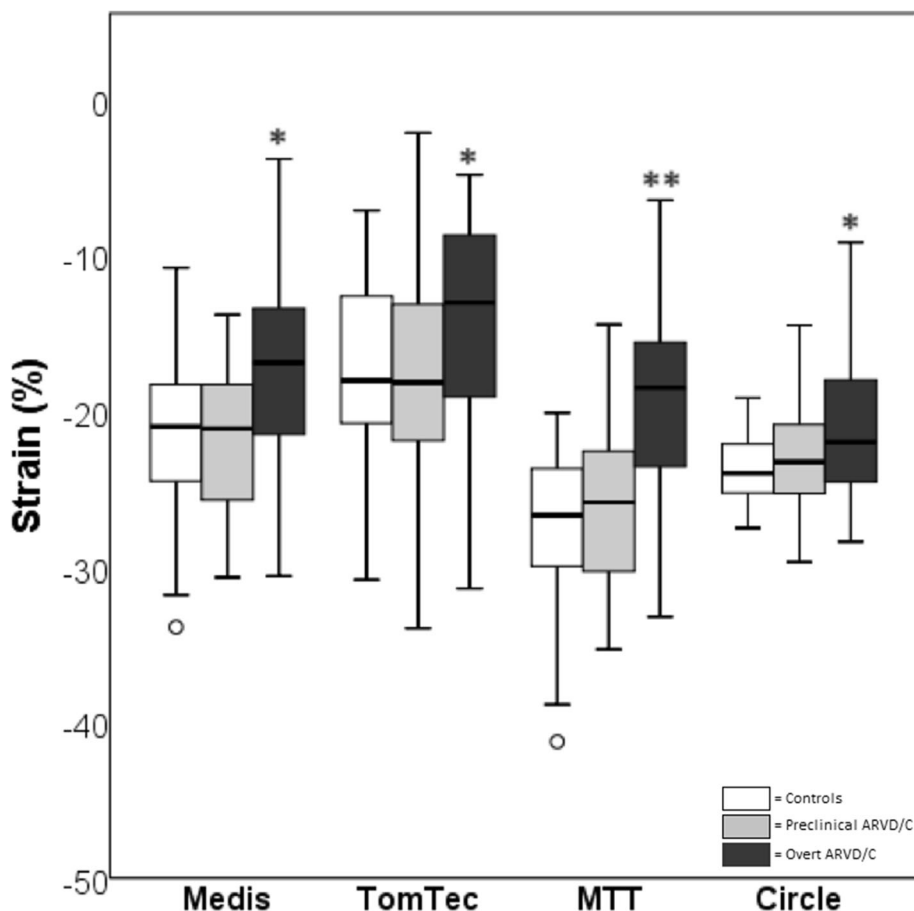 Strain (%)
0
-10
-20
-30
-40
-50
*
*
**
*
= Controls
= Preclinical ARVD/C
= Overt ARVD/C
Medis TomTec MTT Circle